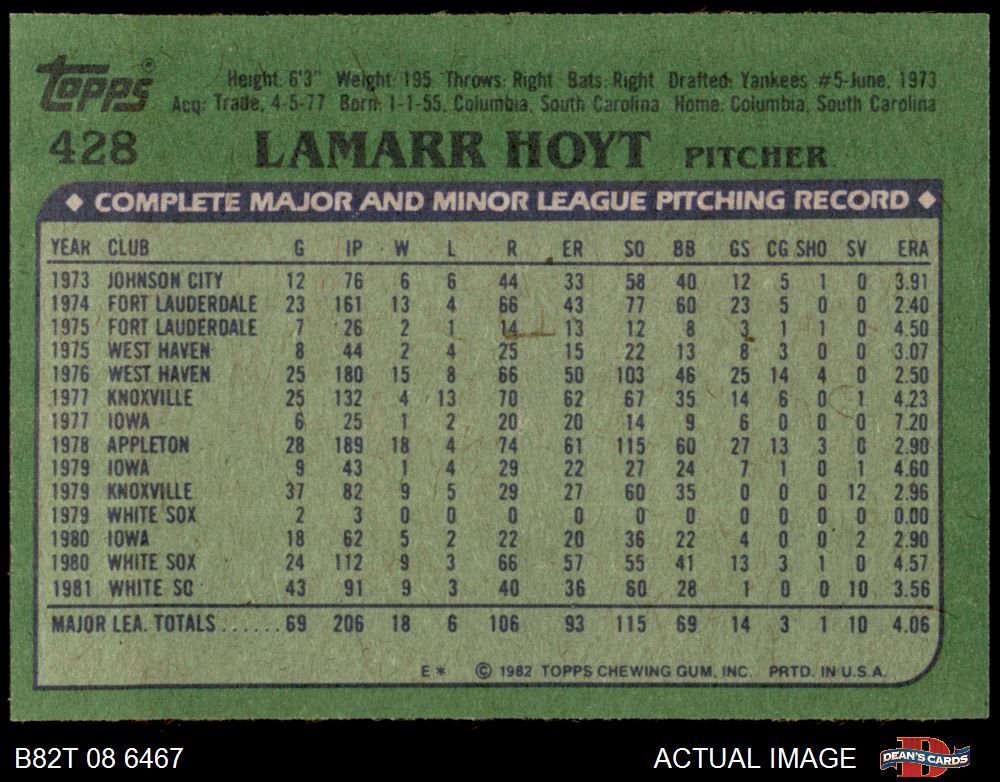 topps®
Height: 6'3" Weight: 195 Throws: Right Bats: Right Drafted: Yankees #5-June, 1973
Acq: Trade, 4-5-77 Born: 1-1-55, Columbia, South Carolina Home: Columbia, South Carolina
428 LAMARR HOYT PITCHER
◆ COMPLETE MAJOR AND MINOR LEAGUE PITCHING RECORD ◆
YEAR CLUB G IP W L R ER SO BB GS CG SHO SV ERA
1973 JOHNSON CITY 12 76 6 6 44 33 58 40 12 5 1 0 3.91
1974 FORT LAUDERDALE 23 161 13 4 66 43 77 60 23 5 0 0 2.40
1975 FORT LAUDERDALE 7 26 2 1 14 13 12 8 3 1 1 0 4.50
1975 WEST HAVEN 8 44 2 4 25 15 22 13 8 3 0 0 3.07
1976 WEST HAVEN 25 180 15 8 66 50 103 46 25 14 4 0 2.50
1977 KNOXVILLE 25 132 4 13 70 62 67 35 14 6 0 1 4.23
1977 IOWA 6 25 1 2 20 20 14 9 6 0 0 0 7.20
1978 APPLETON 28 189 18 4 74 61 115 60 27 13 3 0 2.90
1979 IOWA 9 43 1 4 29 22 27 24 7 1 0 1 4.60
1979 KNOXVILLE 37 82 9 5 29 27 60 35 0 0 0 12 2.96
1979 WHITE SOX 2 3 0 0 0 0 0 0 0 0 0 0 0.00
1980 IOWA 18 62 5 2 22 20 36 22 4 0 0 2 2.90
1980 WHITE SOX 24 112 9 3 66 57 55 41 13 3 1 0 4.57
1981 WHITE SO 43 91 9 3 40 36 60 28 1 0 0 10 3.56
MAJOR LEA. TOTALS......69 206 18 6 106 93 115 69 14 3 1 10 4.06
E* © 1982 TOPPS CHEWING GUM, INC. PRTD. IN U.S.A.
B82T 08 6467 ACTUAL IMAGE DEAN'S CARDS